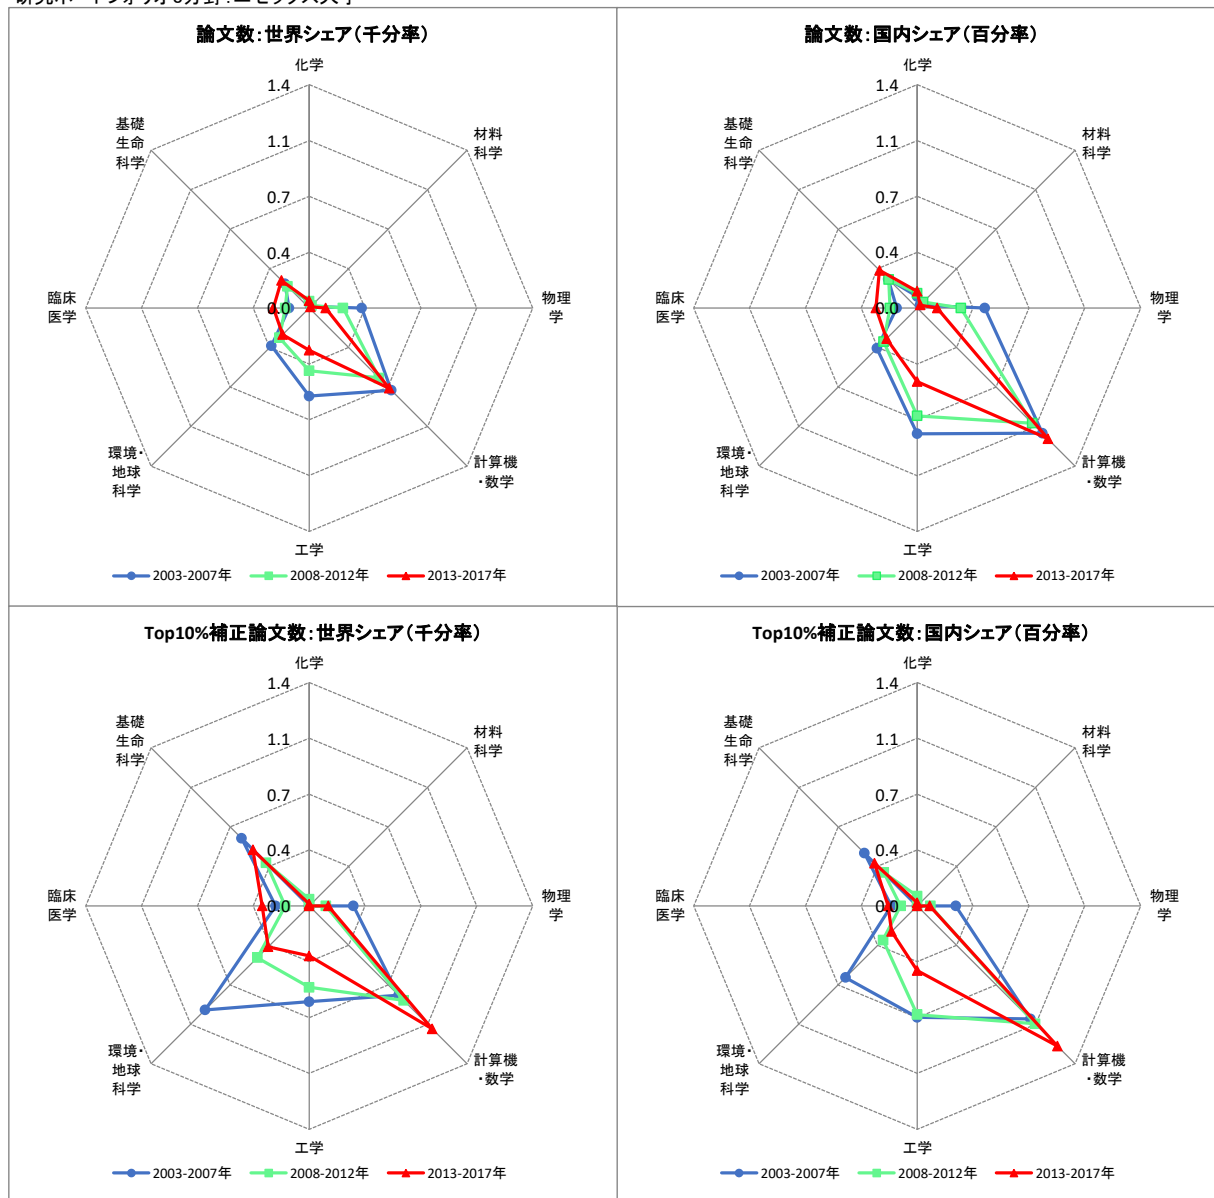 論文数:世界シェア(千分率)
化学
1.4
1.1
0.7
0.4
0.0
材料
科学
物理
学
計算機
・数学
工学
環境・
地球
科学
臨床
医学
基礎
生命
科学
2003-2007年 2008-2012年 2013-2017年
論文数:国内シェア(百分率)
化学
1.4
1.1
0.7
0.4
0.0
材料
科学
物理
学
計算機
・数学
工学
環境・
地球
科学
臨床
医学
基礎
生命
科学
2003-2007年 2008-2012年 2013-2017年
Top10%補正論文数:世界シェア(千分率)
化学
1.4
1.1
0.7
0.4
0.0
材料
科学
物理
学
計算機
・数学
工学
環境・
地球
科学
臨床
医学
基礎
生命
科学
2003-2007年 2008-2012年 2013-2017年
Top10%補正論文数:国内シェア(百分率)
化学
1.4
1.1
0.7
0.4
0.0
材料
科学
物理
学
計算機
・数学
工学
環境・
地球
科学
臨床
医学
基礎
生命
科学
2003-2007年 2008-2012年 2013-2017年